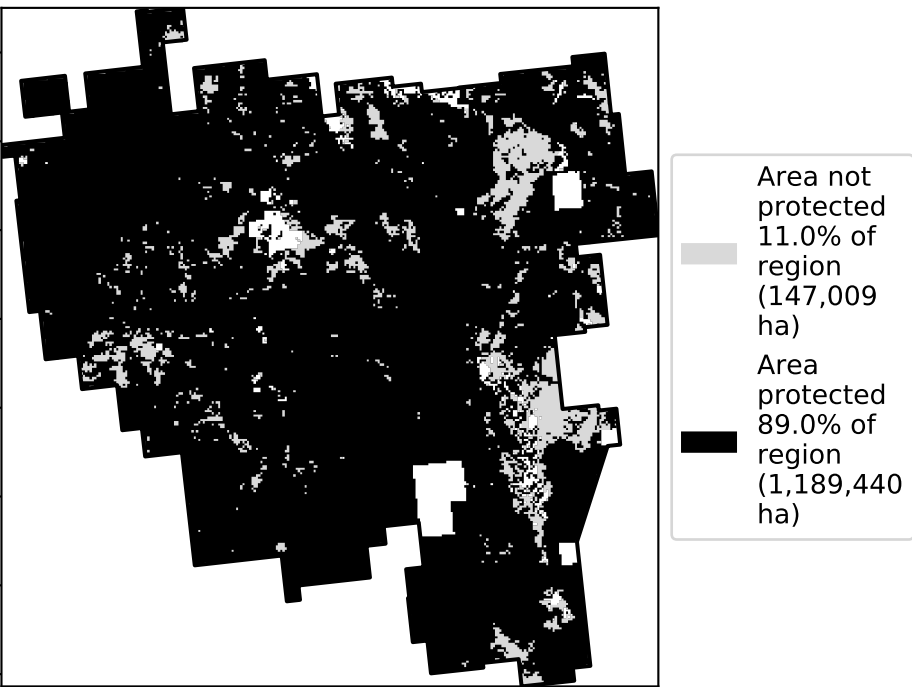 Area not
protected
11.0% of
region
(147,009
ha)
Area
protected
89.0% of
region
(1,189,440
ha)